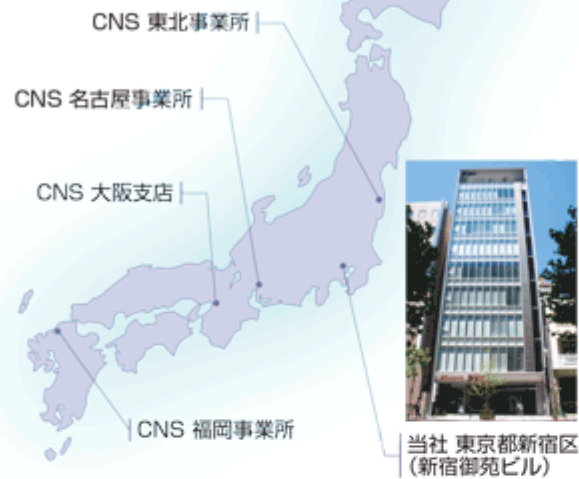 CNS 東北事業所
CNS 名古屋事業所
CNS 大阪支店
CNS 福岡事業所
当社 東京都新宿区
（新宿御苑ビル）